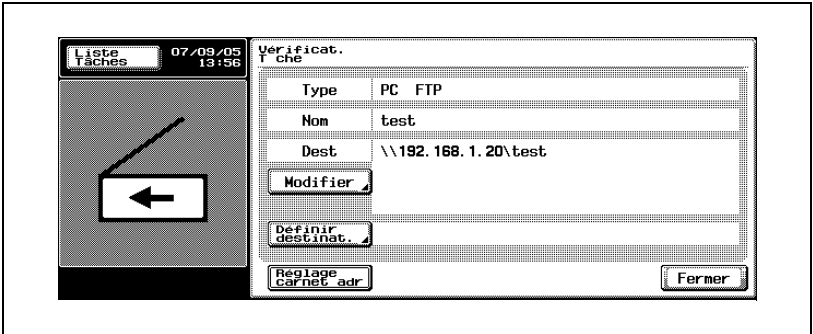 Liste
Tâches
07/09/05
13:56
Vérificat.
T che
Type PC FTP
Nom test
Dest \\192.168.1.20\test
Modifier
Définir
destinat.
Réglage
carnet adr
Fermer